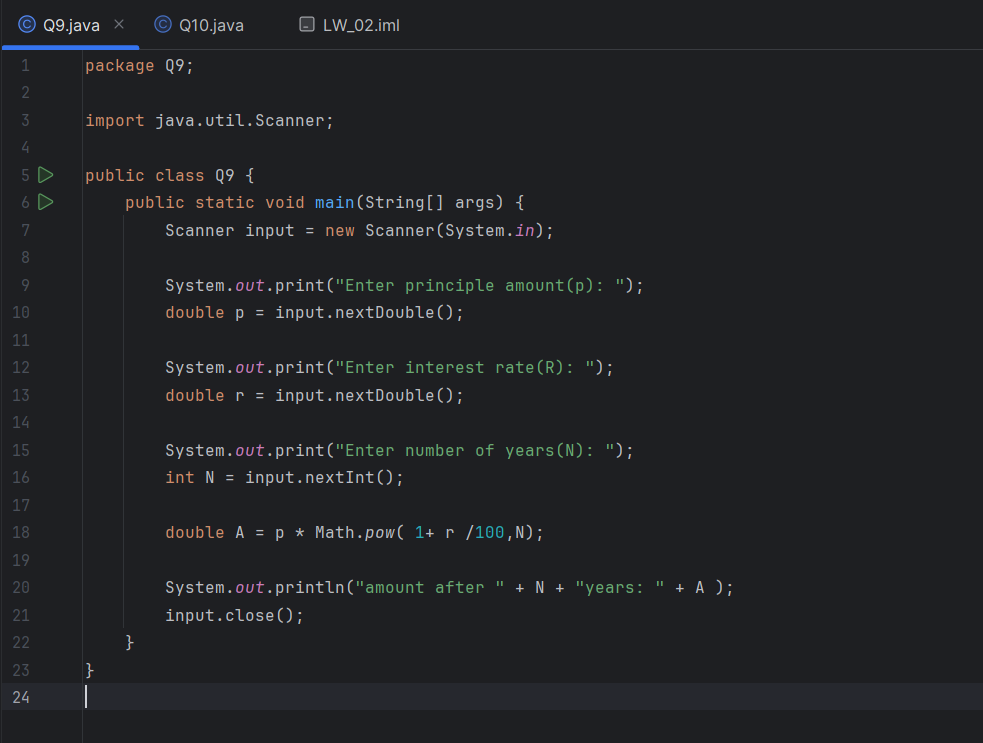 Q9.java Q10.java LW_02.iml
1 package Q9;
2
3 import java.util.Scanner;
4
5 public class Q9 {
6     public static void main(String[] args) {
7         Scanner input = new Scanner(System.in);
8
9         System.out.print("Enter principle amount(p): ");
10         double p = input.nextDouble();
11
12         System.out.print("Enter interest rate(R): ");
13         double r = input.nextDouble();
14
15         System.out.print("Enter number of years(N): ");
16         int N = input.nextInt();
17
18         double A = p * Math.pow( 1+ r /100,N);
19
20         System.out.println("amount after " + N + "years: " + A );
21         input.close();
22     }
23 }
24